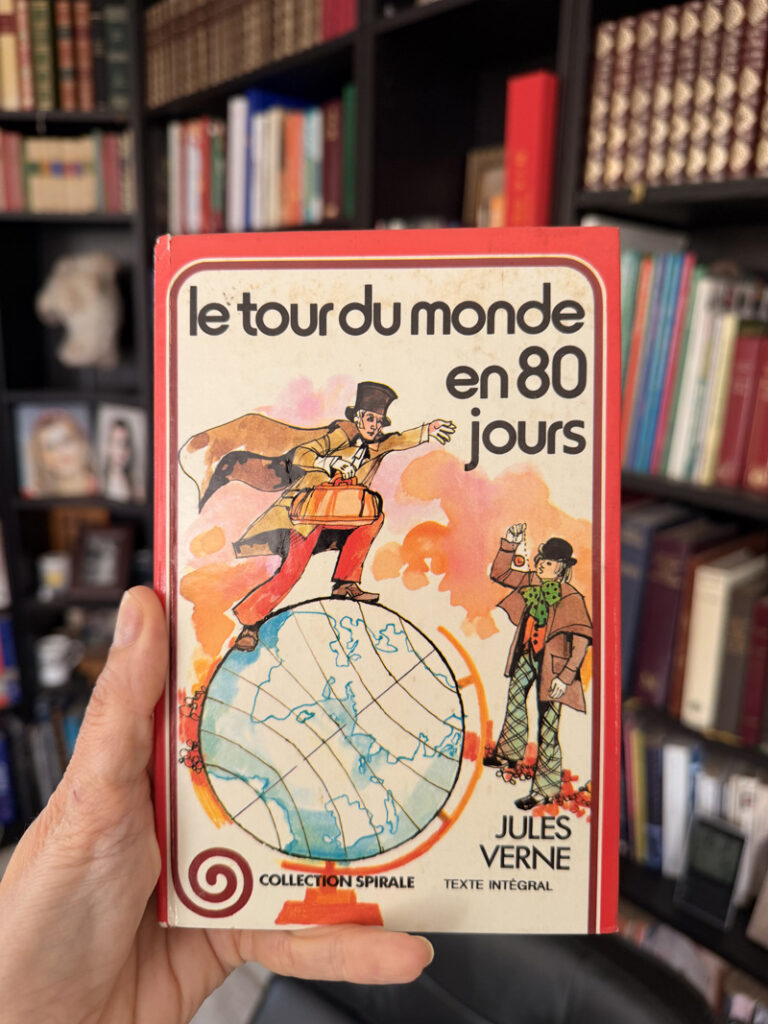 le tour du monde
en 80
jours
JULES
VERNE
COLLECTION SPIRALE
TEXTE INTÉGRAL